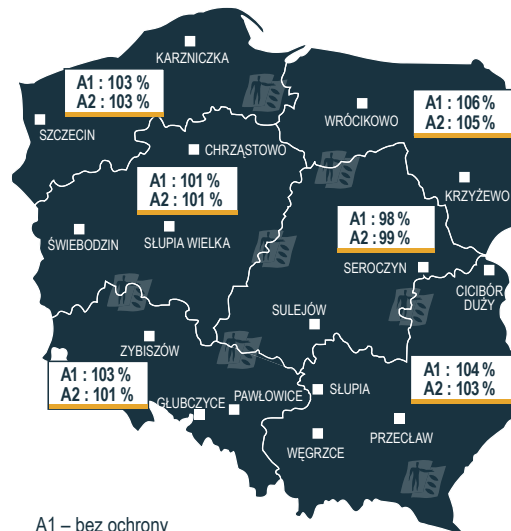 KARZNICZKA
A1 : 103 %
A2 : 103 %
SZCZECIN
WRÓCIKOWO
A1 : 106 %
A2 : 105 %
CHRZĄSTOWO
KRZYŻEWO
A1 : 101 %
A2 : 101 %
ŚWIEBODZIN
SŁUPIA WIELKA
A1 : 98 %
A2 : 99 %
SEROCZYN
CICIBÓR
DUŻY
SULEJÓW
ZYBISZÓW
A1 : 103 %
A2 : 101 %
GŁUBCZYCE
PAWŁOWICE
SŁUPIA
A1 : 104 %
A2 : 103 %
WĘGRZCE
PRZECŁAW
A1 – bez ochrony